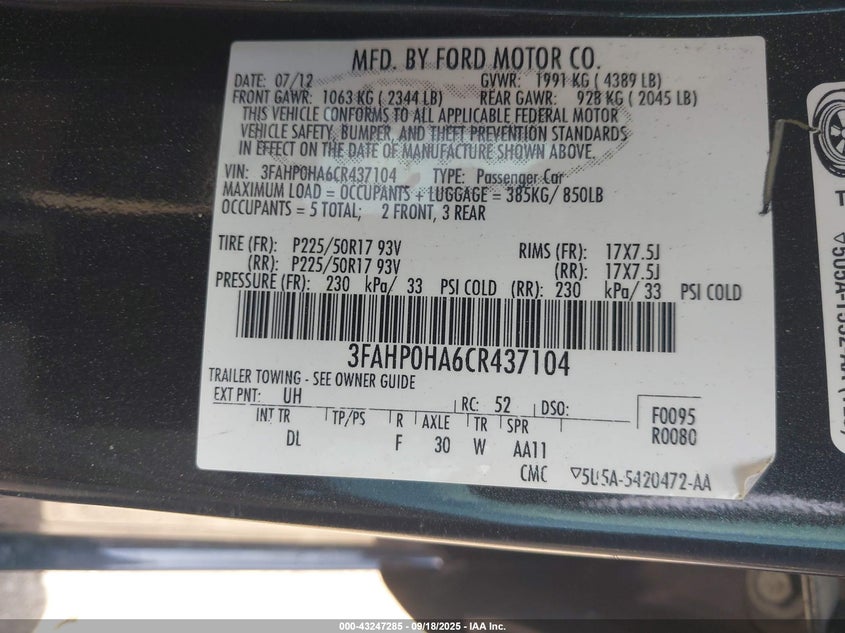 MFD. BY FORD MOTOR CO.
DATE: 07/12 GVWR: 1991 KG ( 4389 LB)
FRONT GAWR: 1063 KG ( 2344 LB) REAR GAWR: 928 KG ( 2045 LB)
THIS VEHICLE CONFORMS TO ALL APPLICABLE FEDERAL MOTOR
VEHICLE SAFETY, BUMPER, AND THEFT PREVENTION STANDARDS
IN EFFECT ON THE DATE OF MANUFACTURE SHOWN ABOVE.
VIN: 3FAHP0HA6CR437104 TYPE: Passenger Car
MAXIMUM LOAD = OCCUPANTS + LUGGAGE = 385KG/ 850LB
OCCUPANTS = 5 TOTAL; 2 FRONT, 3 REAR
TIRE (FR): P225/50R17 93V RIMS (FR): 17X7.5J
(RR): P225/50R17 93V (RR): 17X7.5J
PRESSURE (FR): 230 kPa/ 33 PSI COLD (RR): 230 kPa/ 33 PSI COLD
3FAHP0HA6CR437104
TRAILER TOWING - SEE OWNER GUIDE
EXT PNT: UH RC: 52 DSO: F0095
INT TR TP/PS R AXLE TR SPR R0080
DL F 30 W AA11
CMC ▽5U5A-5420472-AA
000-43247285 - 09/18/2025 - IAA Inc.